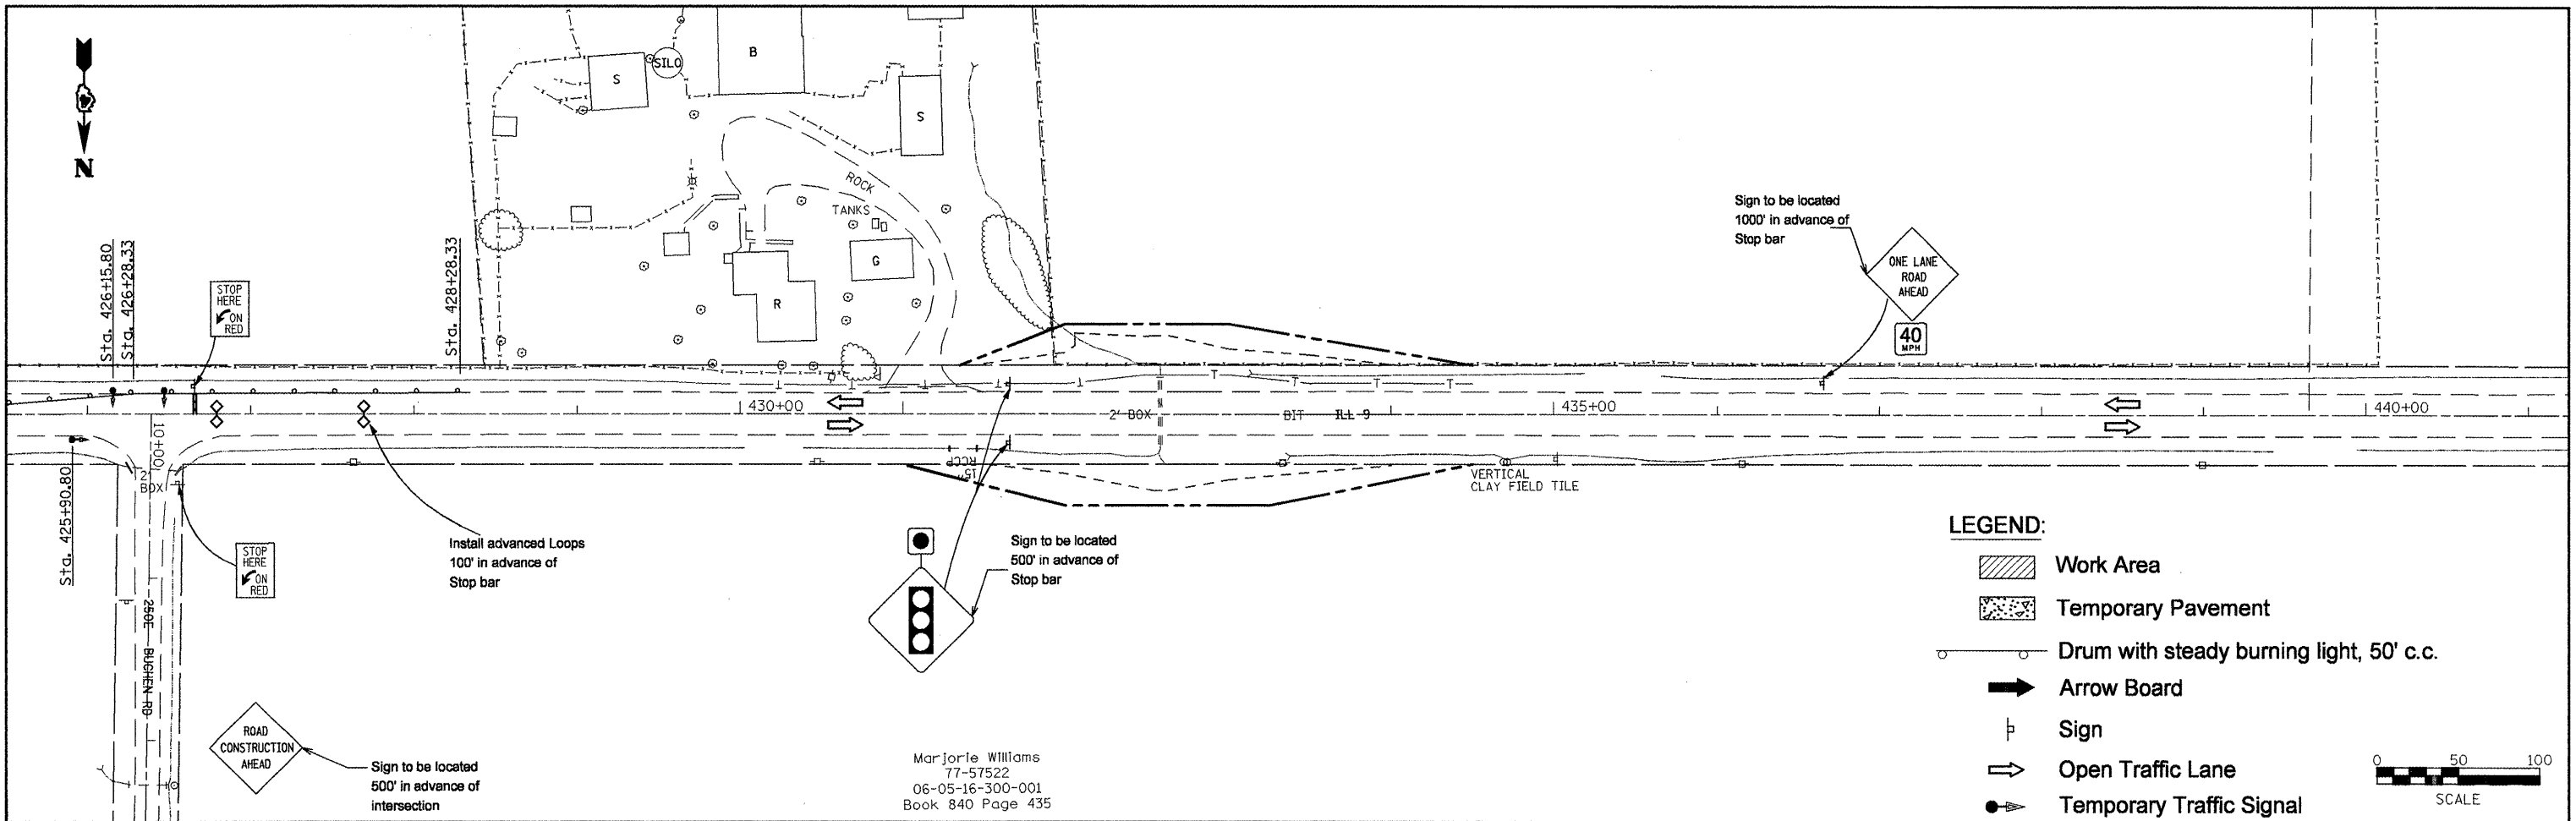 N
S
SILO
B
S
ROCK
TANKS
G
R
Sta. 426+15.80
Sta. 426+28.33
STOP
HERE
ON
RED
Sta. 428+28.33
Sign to be located
1000' in advance of
Stop bar
ONE LANE
ROAD
AHEAD
40
MPH
430+00
2' BOX
BIT
ILL 9
435+00
440+00
10+00
2'
BOX
15"
RCCP
VERTICAL
CLAY FIELD TILE
Sta. 425+90.80
STOP
HERE
ON
RED
Install advanced Loops
100' in advance of
Stop bar
Sign to be located
500' in advance of
Stop bar
250E
BUCHEN RD
ROAD
CONSTRUCTION
AHEAD
Sign to be located
500' in advance of
intersection
Marjorie Williams
77-57522
06-05-16-300-001
Book 840 Page 435
LEGEND:
Work Area
Temporary Pavement
Drum with steady burning light, 50' c.c.
Arrow Board
Sign
Open Traffic Lane
Temporary Traffic Signal
0 50 100
SCALE